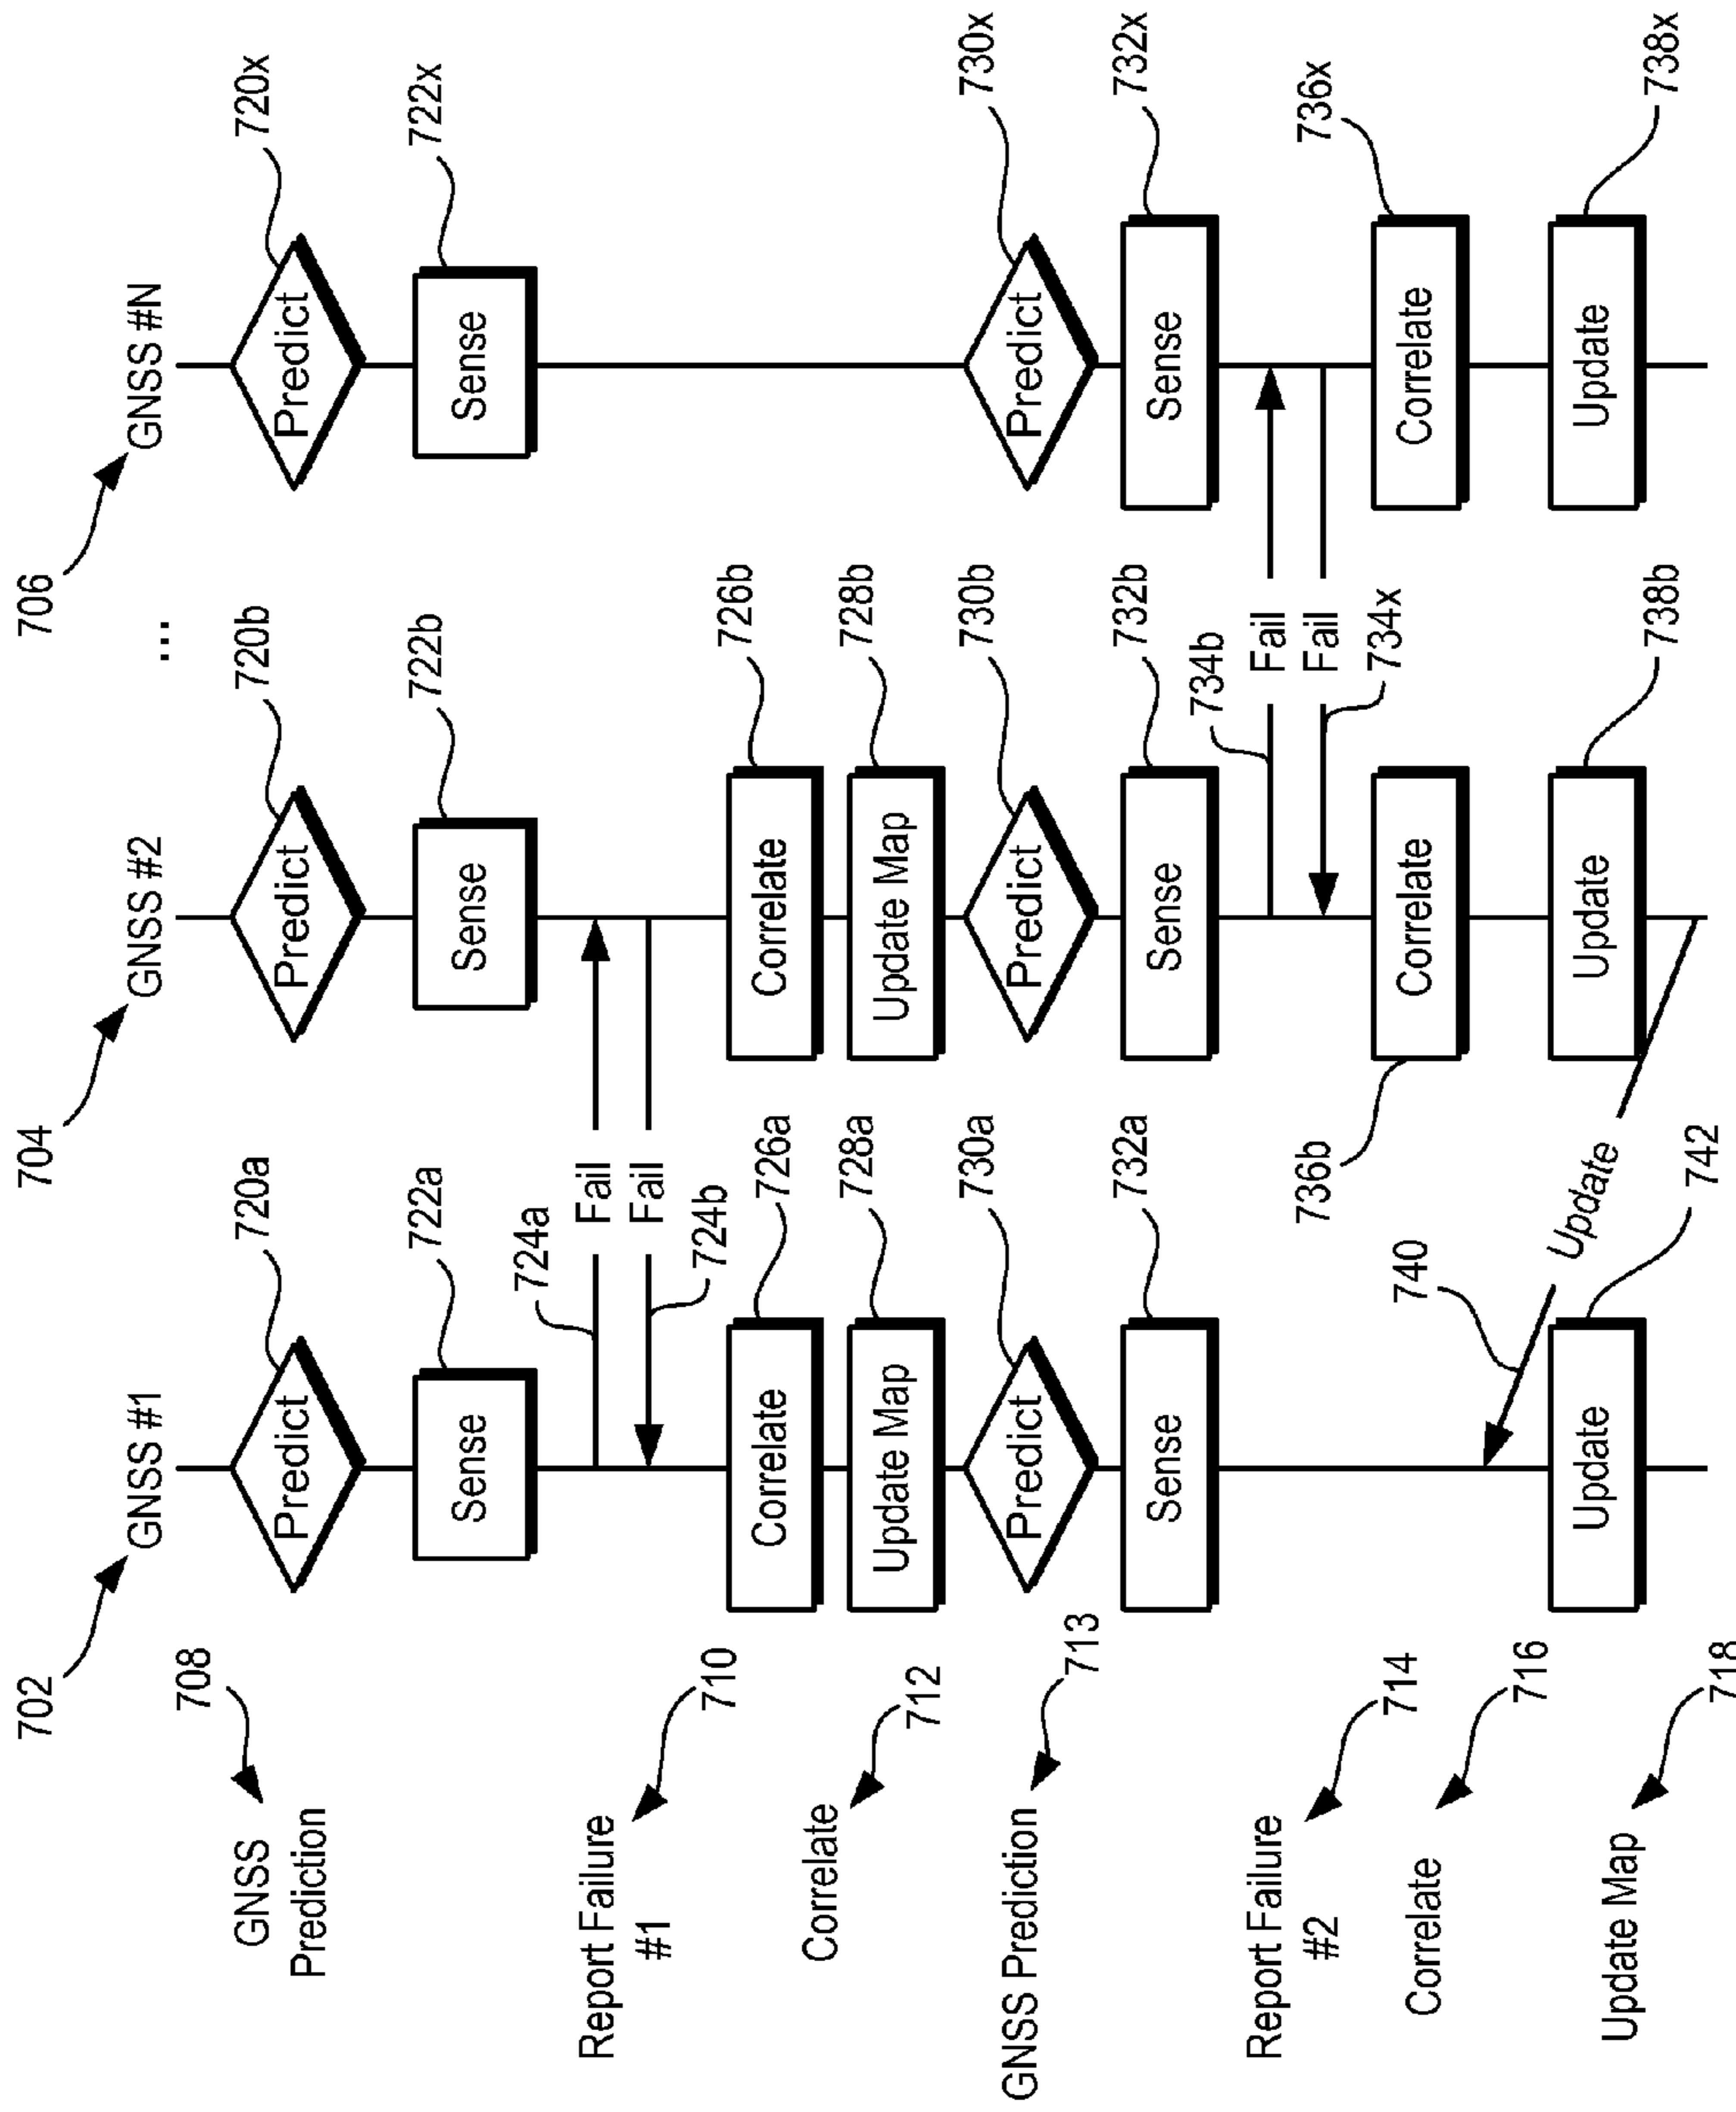 702
704
706
GNSS #1
GNSS #2
...
GNSS #N
708
GNSS
Prediction
Predict
720a
Predict
720b
Predict
720x
Sense
722a
Sense
722b
Sense
722x
Report Failure
#1
710
724a
Fail
Fail
724b
Correlate
712
Correlate
726a
Correlate
726b
Update Map
728a
Update Map
728b
GNSS Prediction
713
Predict
730a
Predict
730b
Predict
730x
Sense
732a
Sense
732b
Sense
732x
Report Failure
#2
714
734b
Fail
Fail
734x
Correlate
716
736b
Correlate
Correlate
736x
740
Update
Update Map
718
Update
742
Update
738b
Update
738x